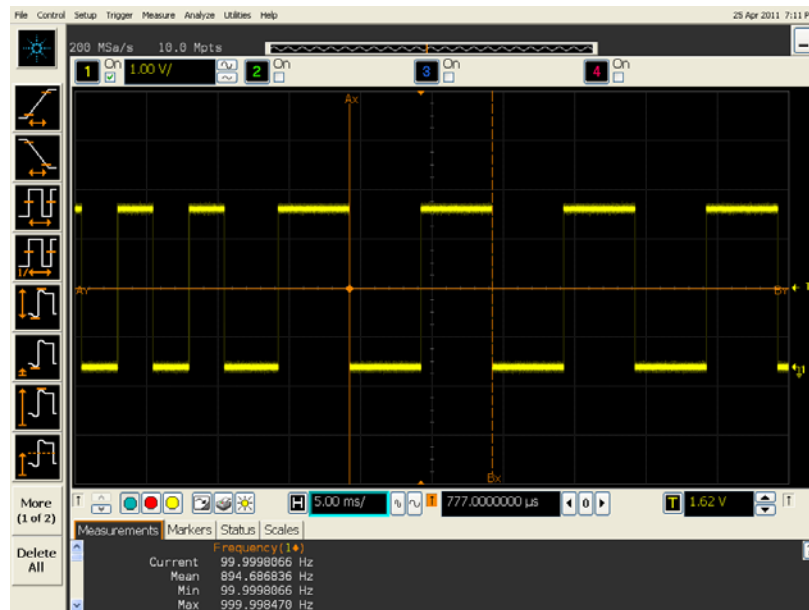 File Control Setup Trigger Measure Analyze Utilities Help 25 Apr 2011 7:11 P
200 MSa/s 10.0 Mpts
1 On 1.00 V/ 2 On 3 On 4 On
Ax
AY BY
T
1
Bx
More
(1 of 2)
H 5.00 ms/ 777.0000000 µs 0 T 1.62 V
Measurements Markers Status Scales
Delete
All
Frequency(1)
Current 99.9998066 Hz
Mean 894.686836 Hz
Min 99.9998066 Hz
Max 999.998470 Hz